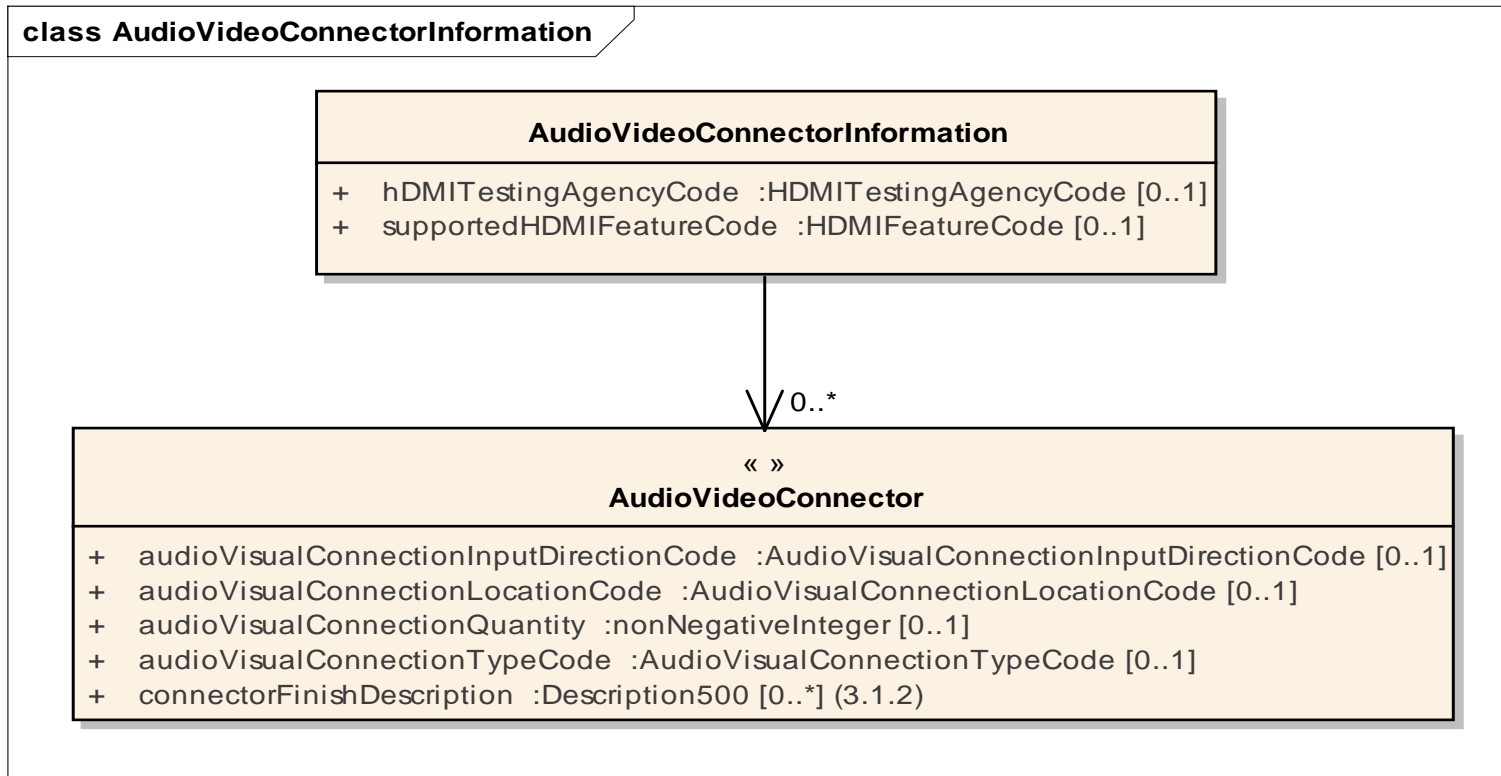 class AudioVideoConnectorInformation
AudioVideoConnectorInformation
+ hDMITestingAgencyCode :HDMITestingAgencyCode [0..1]
+ supportedHDMIFeatureCode :HDMIFeatureCode [0..1]
0..*
« »
AudioVideoConnector
+ audioVisualConnectionInputDirectionCode :AudioVisualConnectionInputDirectionCode [0..1]
+ audioVisualConnectionLocationCode :AudioVisualConnectionLocationCode [0..1]
+ audioVisualConnectionQuantity :nonNegativeInteger [0..1]
+ audioVisualConnectionTypeCode :AudioVisualConnectionTypeCode [0..1]
+ connectorFinishDescription :Description500 [0..*] (3.1.2)